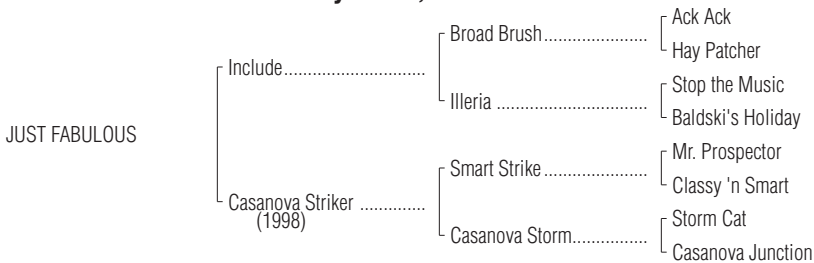 Ack Ack
Broad Brush......................
Hay Patcher
Include..............................
Stop the Music
Illeria ................................
Baldski's Holiday
JUST FABULOUS
Mr. Prospector
Smart Strike......................
Classy 'n Smart
Casanova Striker ..............
(1998)
Storm Cat
Casanova Storm................
Casanova Junction